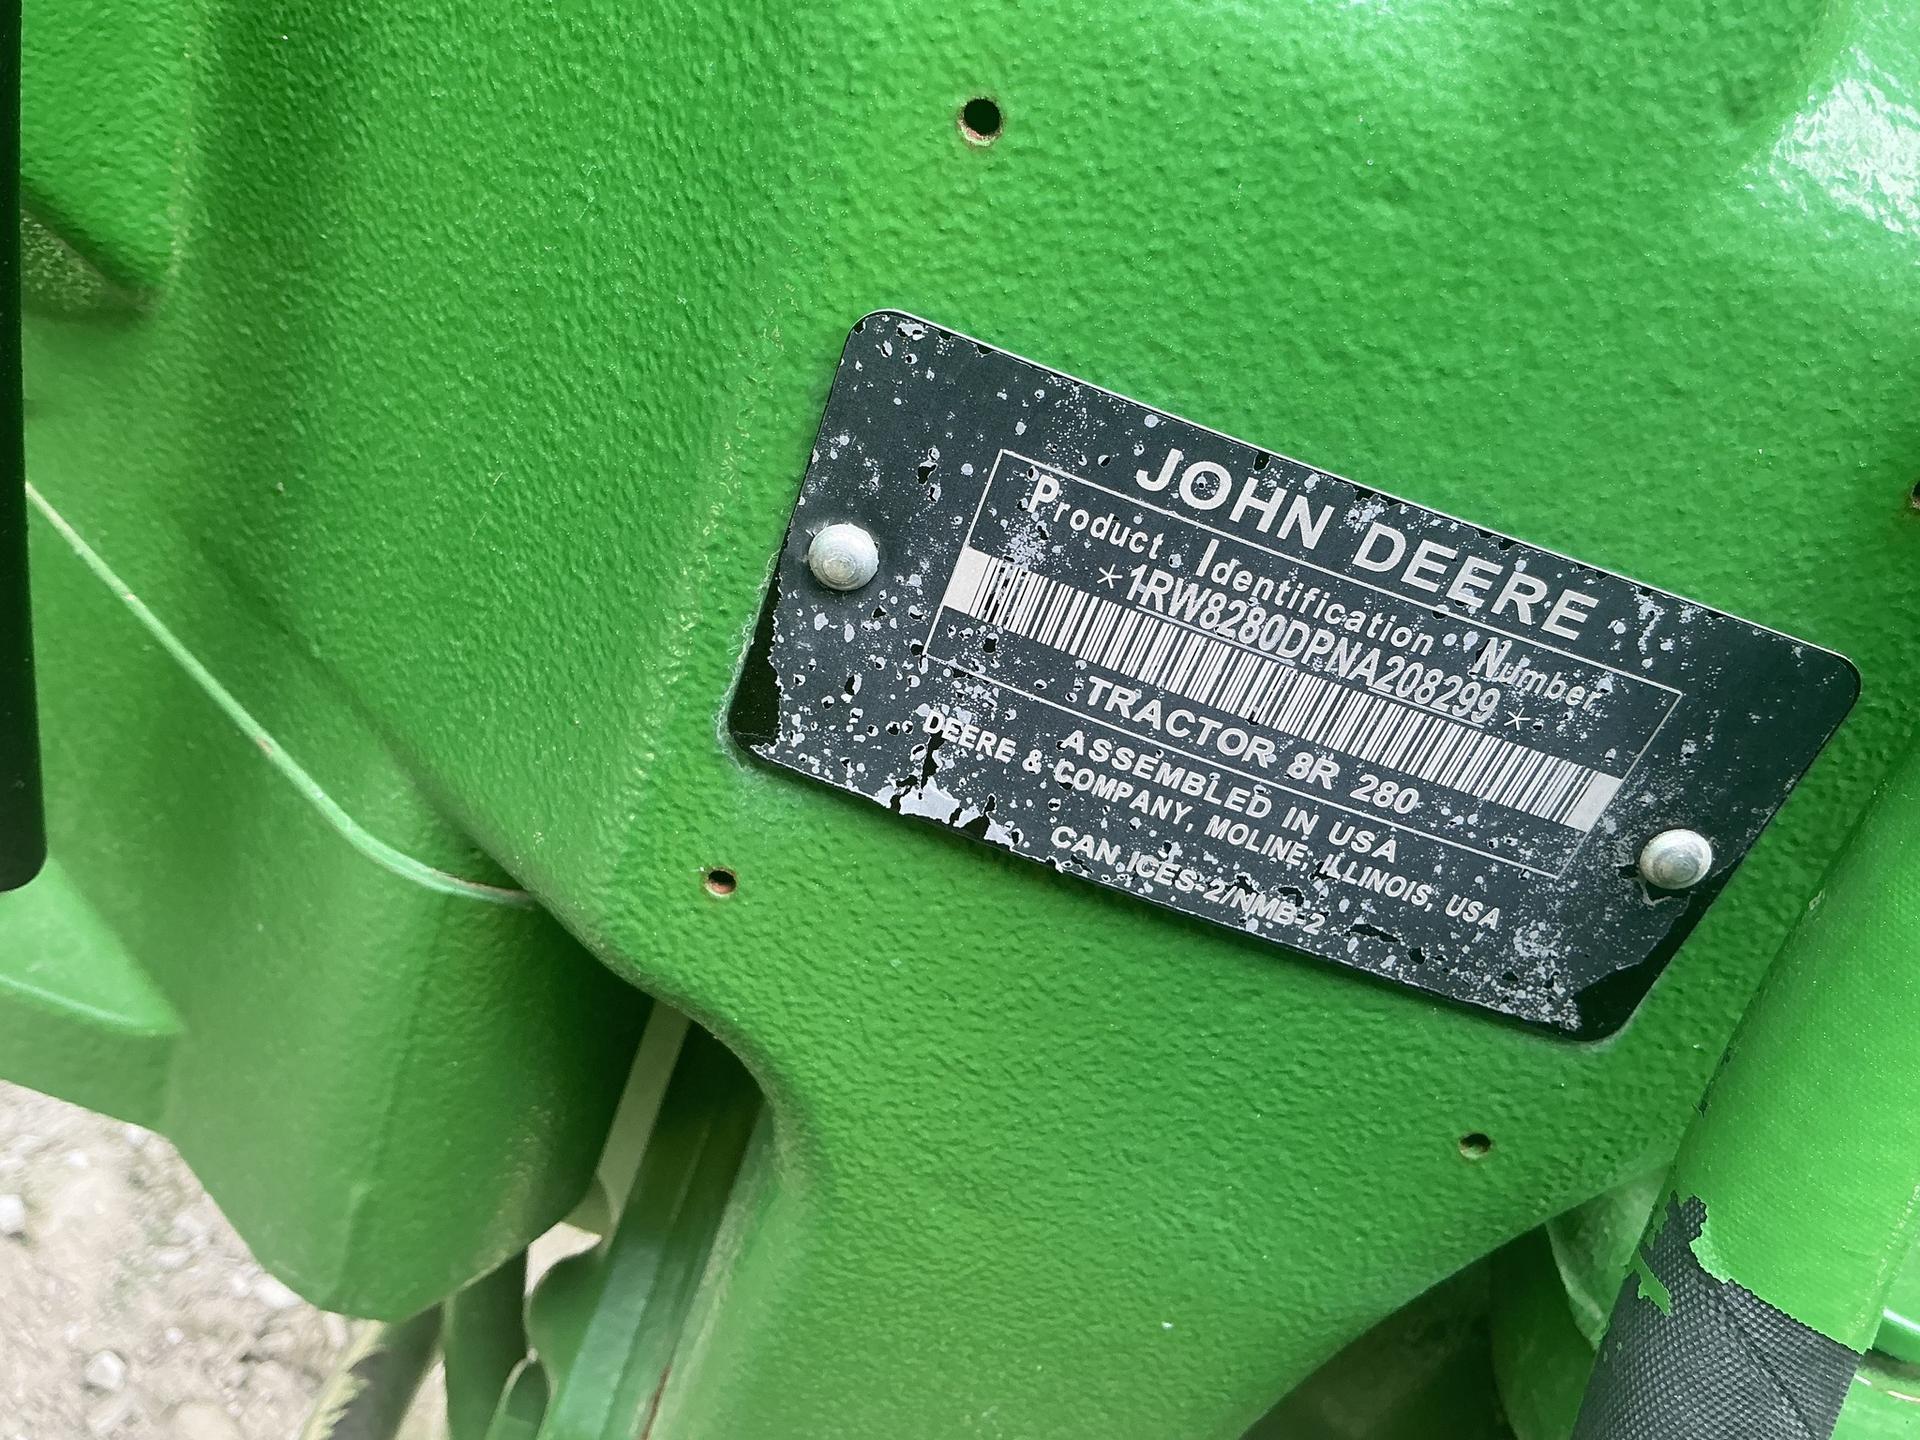 JOHN DEERE
Product Identification Number
*1RW8280DPNA208299*
TRACTOR 8R 280
ASSEMBLED IN USA
DEERE & COMPANY, MOLINE, ILLINOIS, USA
CAN ICES-2/NMB-2